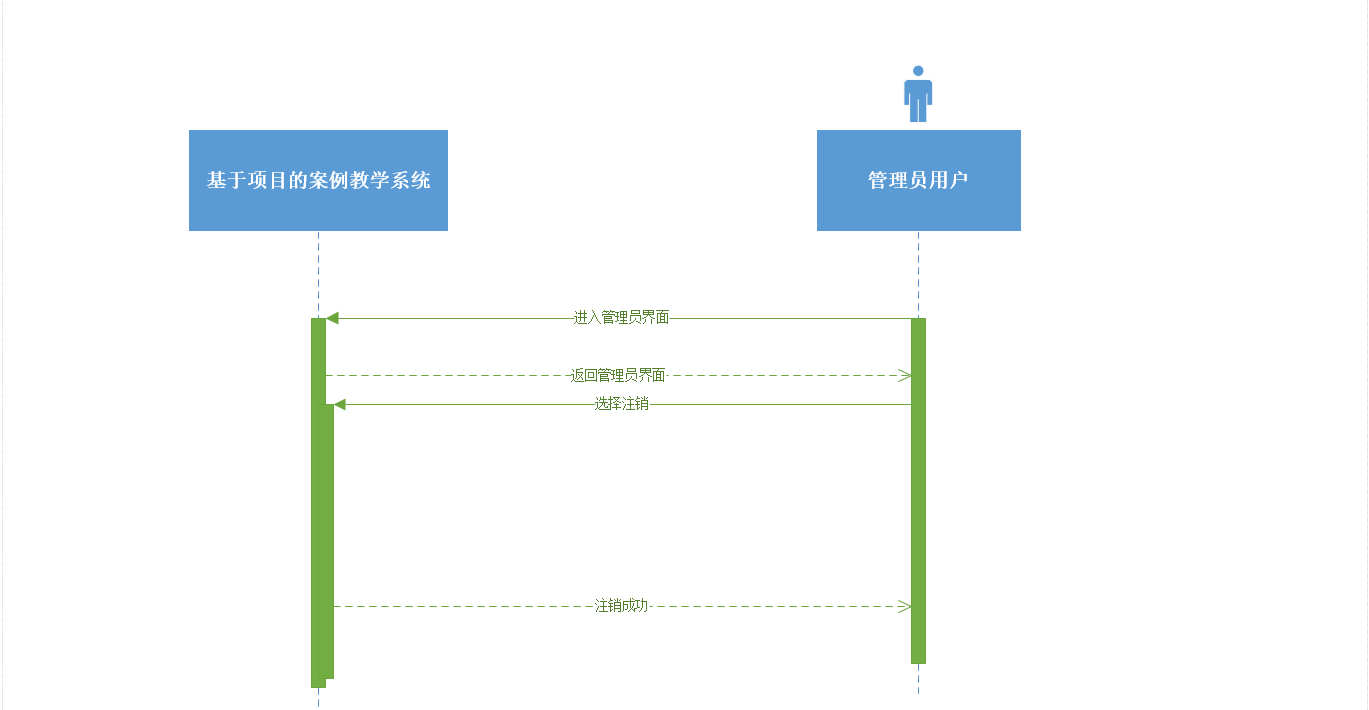 基于项目的案例教学系统
管理员用户
进入管理员界面
返回管理员界面
选择注销
注销成功